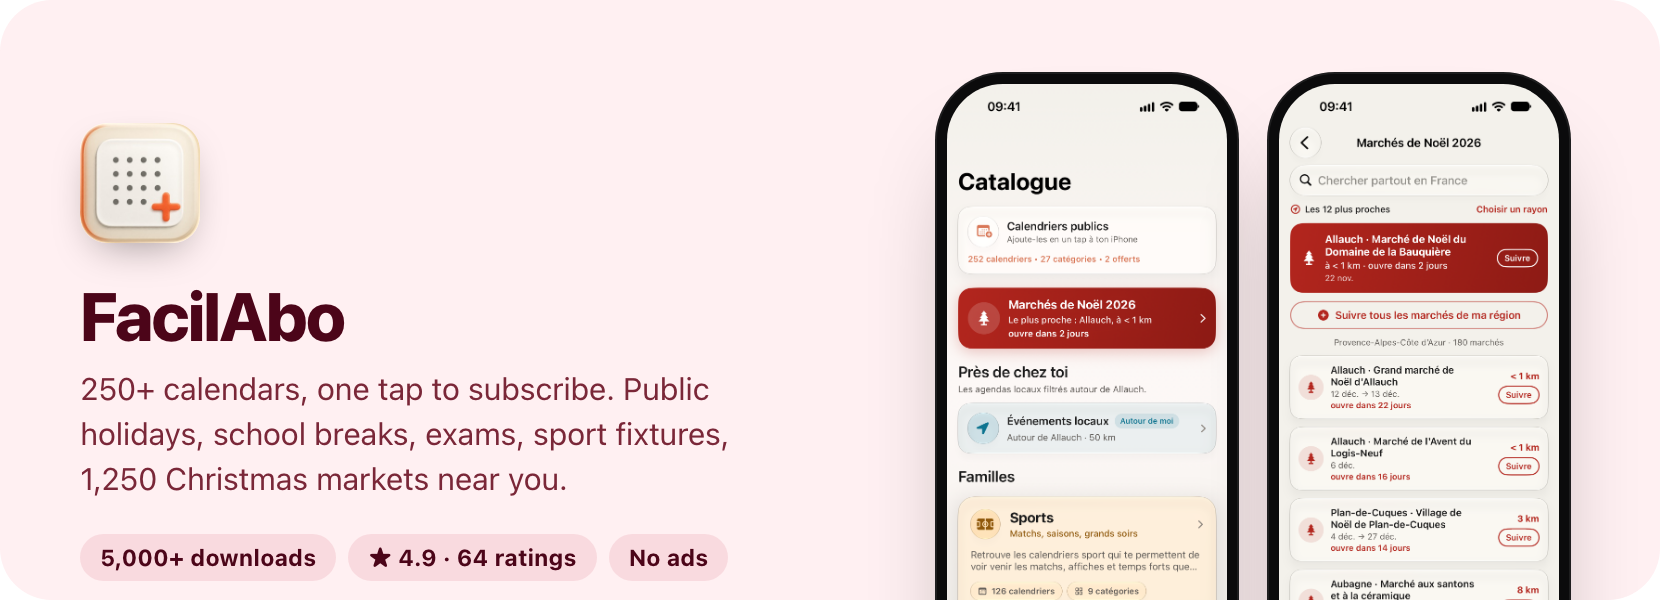 FacilAbo
250+ calendars, one tap to subscribe. Public
holidays, school breaks, exams, sport fixtures,
1,250 Christmas markets near you.
5,000+ downloads
★ 4.9 · 64 ratings
No ads
09:41
Catalogue
Calendriers publics
Ajoute-les en un tap à ton iPhone
252 calendriers • 27 catégories • 2 offerts
Marchés de Noël 2026
Le plus proche : Allauch, à < 1 km
ouvre dans 2 jours
Près de chez toi
Les agendas locaux filtrés autour de Allauch.
Événements locaux
Autour de moi
Autour de Allauch · 50 km
Familles
Sports
Matchs, saisons, grands soirs
Retrouve les calendriers sport qui te permettent de
voir venir les matchs, affiches et temps forts que...
126 calendriers
9 catégories
09:41
Marchés de Noël 2026
Chercher partout en France
Les 12 plus proches
Choisir un rayon
Allauch · Marché de Noël du
Domaine de la Bauquière
à < 1 km · ouvre dans 2 jours
22 nov.
Suivre
Suivre tous les marchés de ma région
Provence-Alpes-Côte d'Azur · 180 marchés
Allauch · Grand marché de
Noël d'Allauch
12 déc. → 13 déc.
ouvre dans 22 jours
< 1 km
Suivre
Allauch · Marché de l'Avent du
Logis-Neuf
6 déc.
ouvre dans 16 jours
< 1 km
Suivre
Plan-de-Cuques · Village de
Noël de Plan-de-Cuques
4 déc. → 27 déc.
ouvre dans 14 jours
3 km
Suivre
Aubagne · Marché aux santons
et à la céramique
8 km